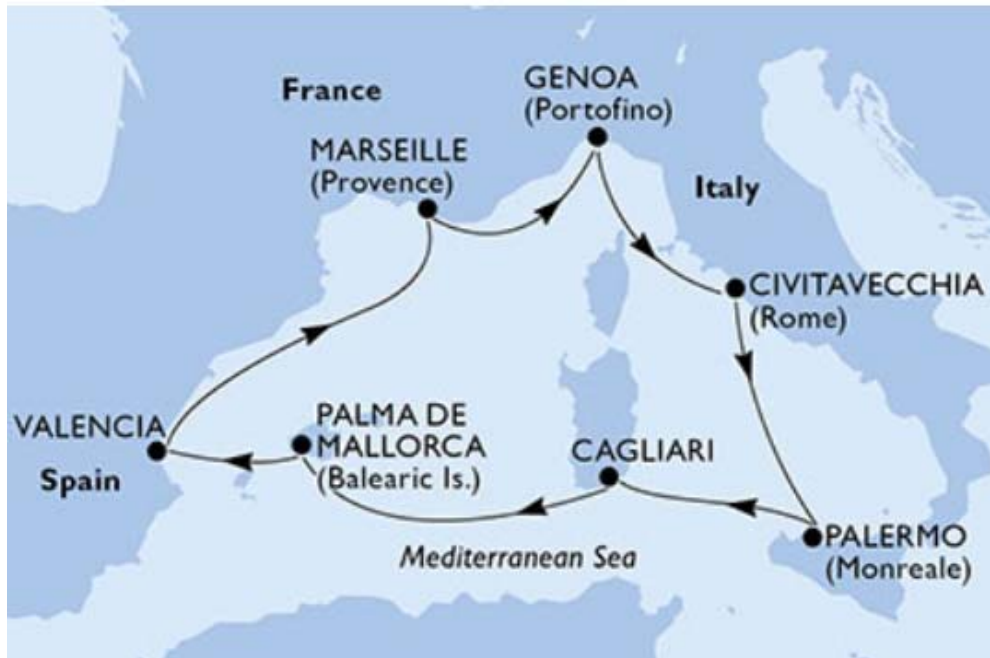 France
GENOA
(Portofino)
MARSEILLE
(Provence)
Italy
CIVITAVECCHIA
(Rome)
VALENCIA
Spain
PALMA DE
MALLORCA
(Balearic Is.)
CAGLIARI
PALERMO
(Monreale)
Mediterranean Sea